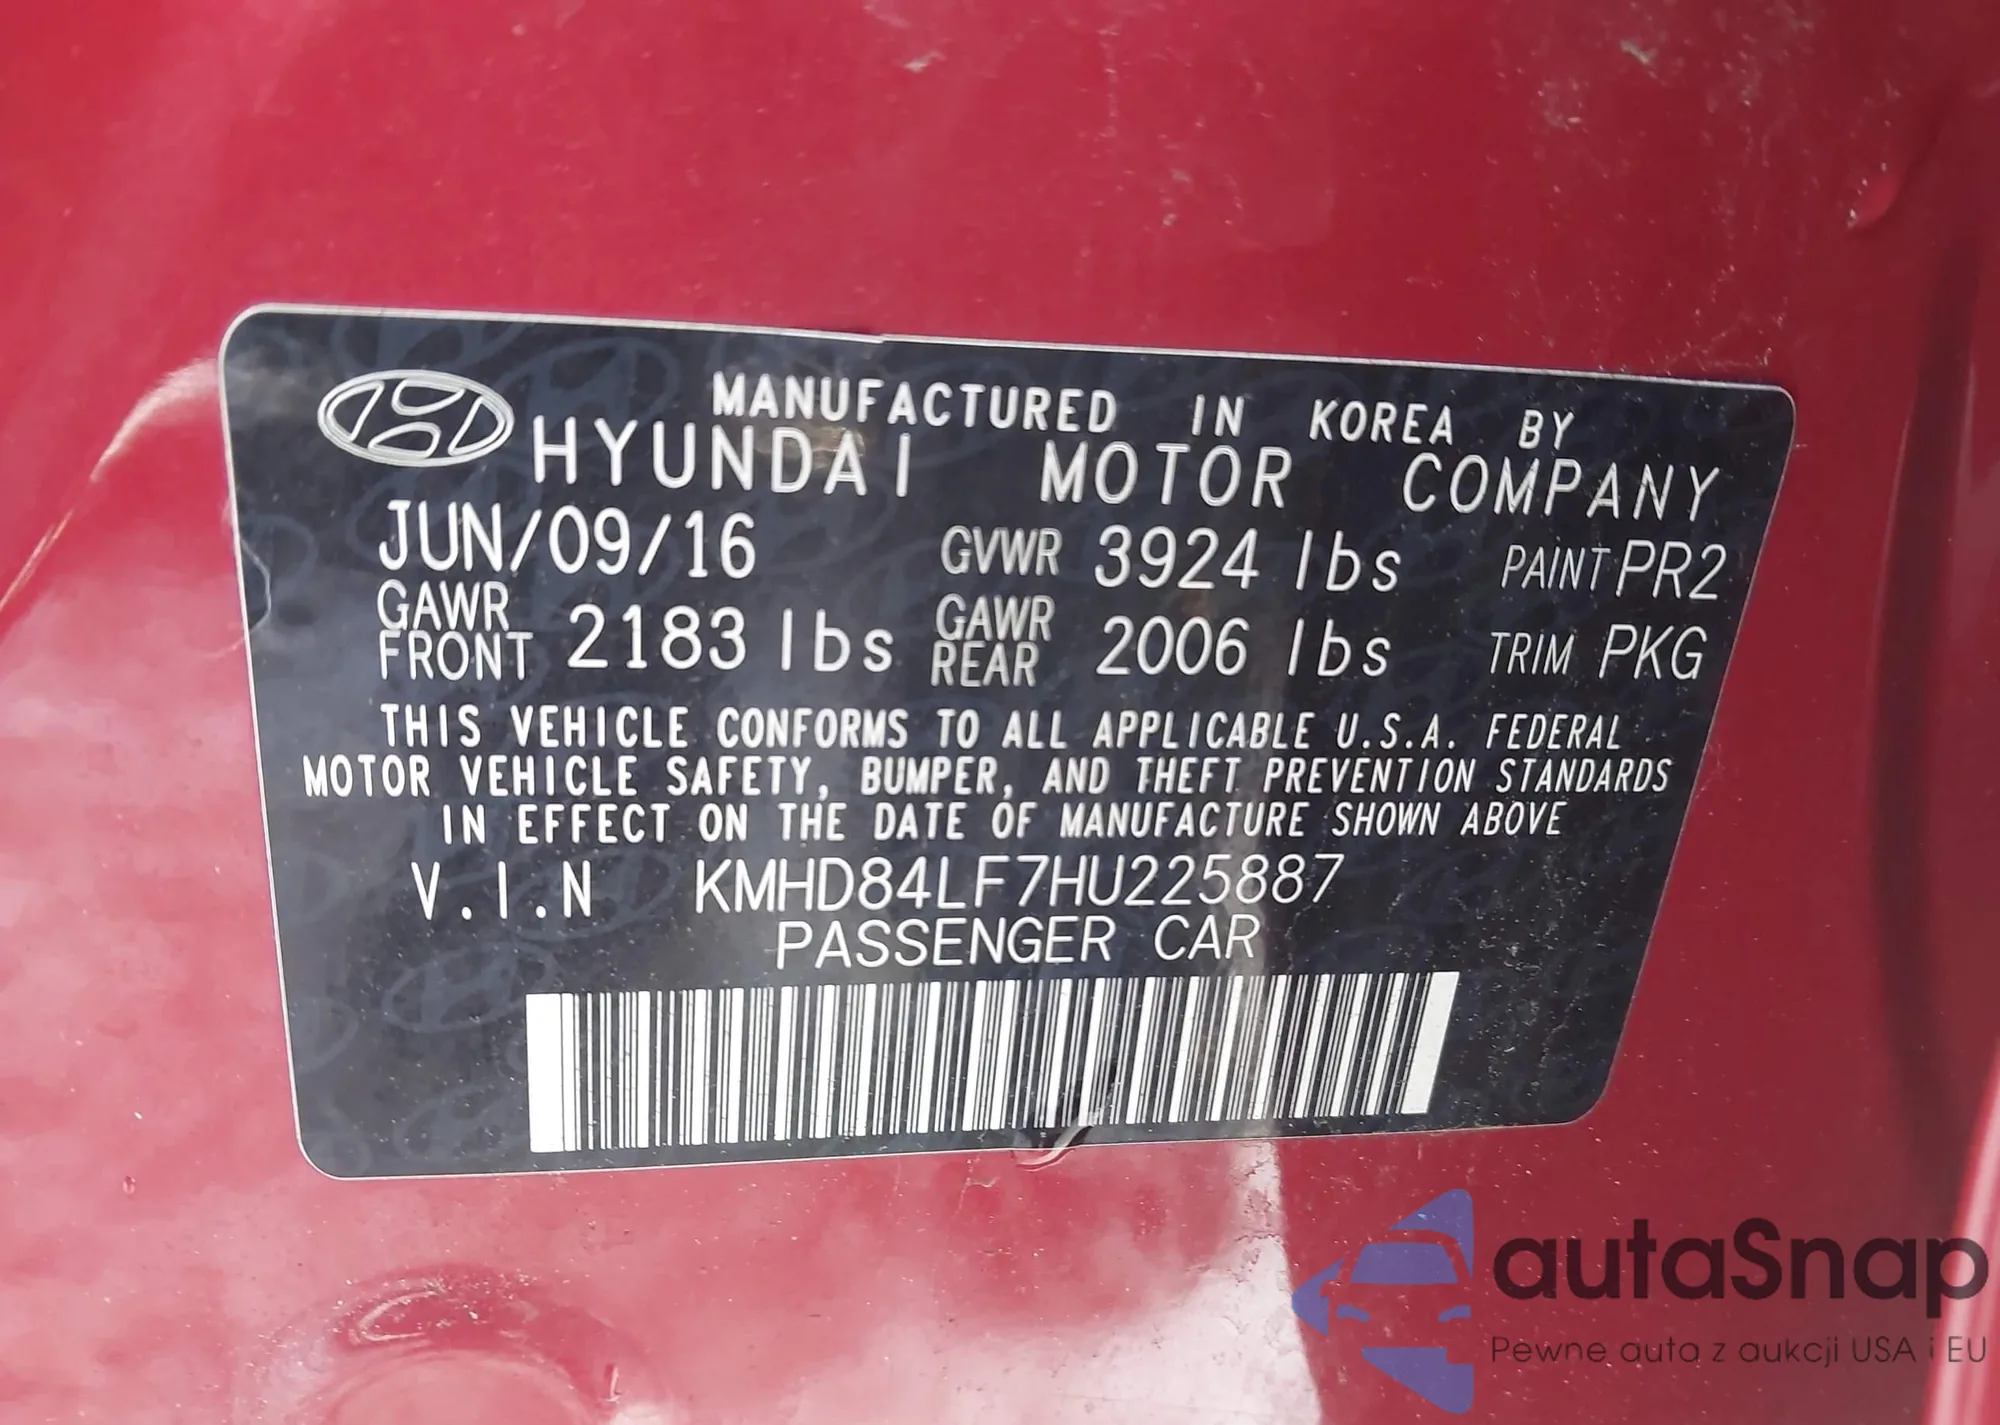 MANUFACTURED IN KOREA BY
HYUNDAI MOTOR COMPANY
JUN/09/16 GVWR 3924 lbs PAINT PR2
GAWR FRONT 2183 lbs GAWR REAR 2006 lbs TRIM PKG
THIS VEHICLE CONFORMS TO ALL APPLICABLE U.S.A. FEDERAL
MOTOR VEHICLE SAFETY, BUMPER, AND THEFT PREVENTION STANDARDS
IN EFFECT ON THE DATE OF MANUFACTURE SHOWN ABOVE
V.I.N KMHD84LF7HU225887
PASSENGER CAR
autaSnap
Pewne auta z aukcji USA i EU